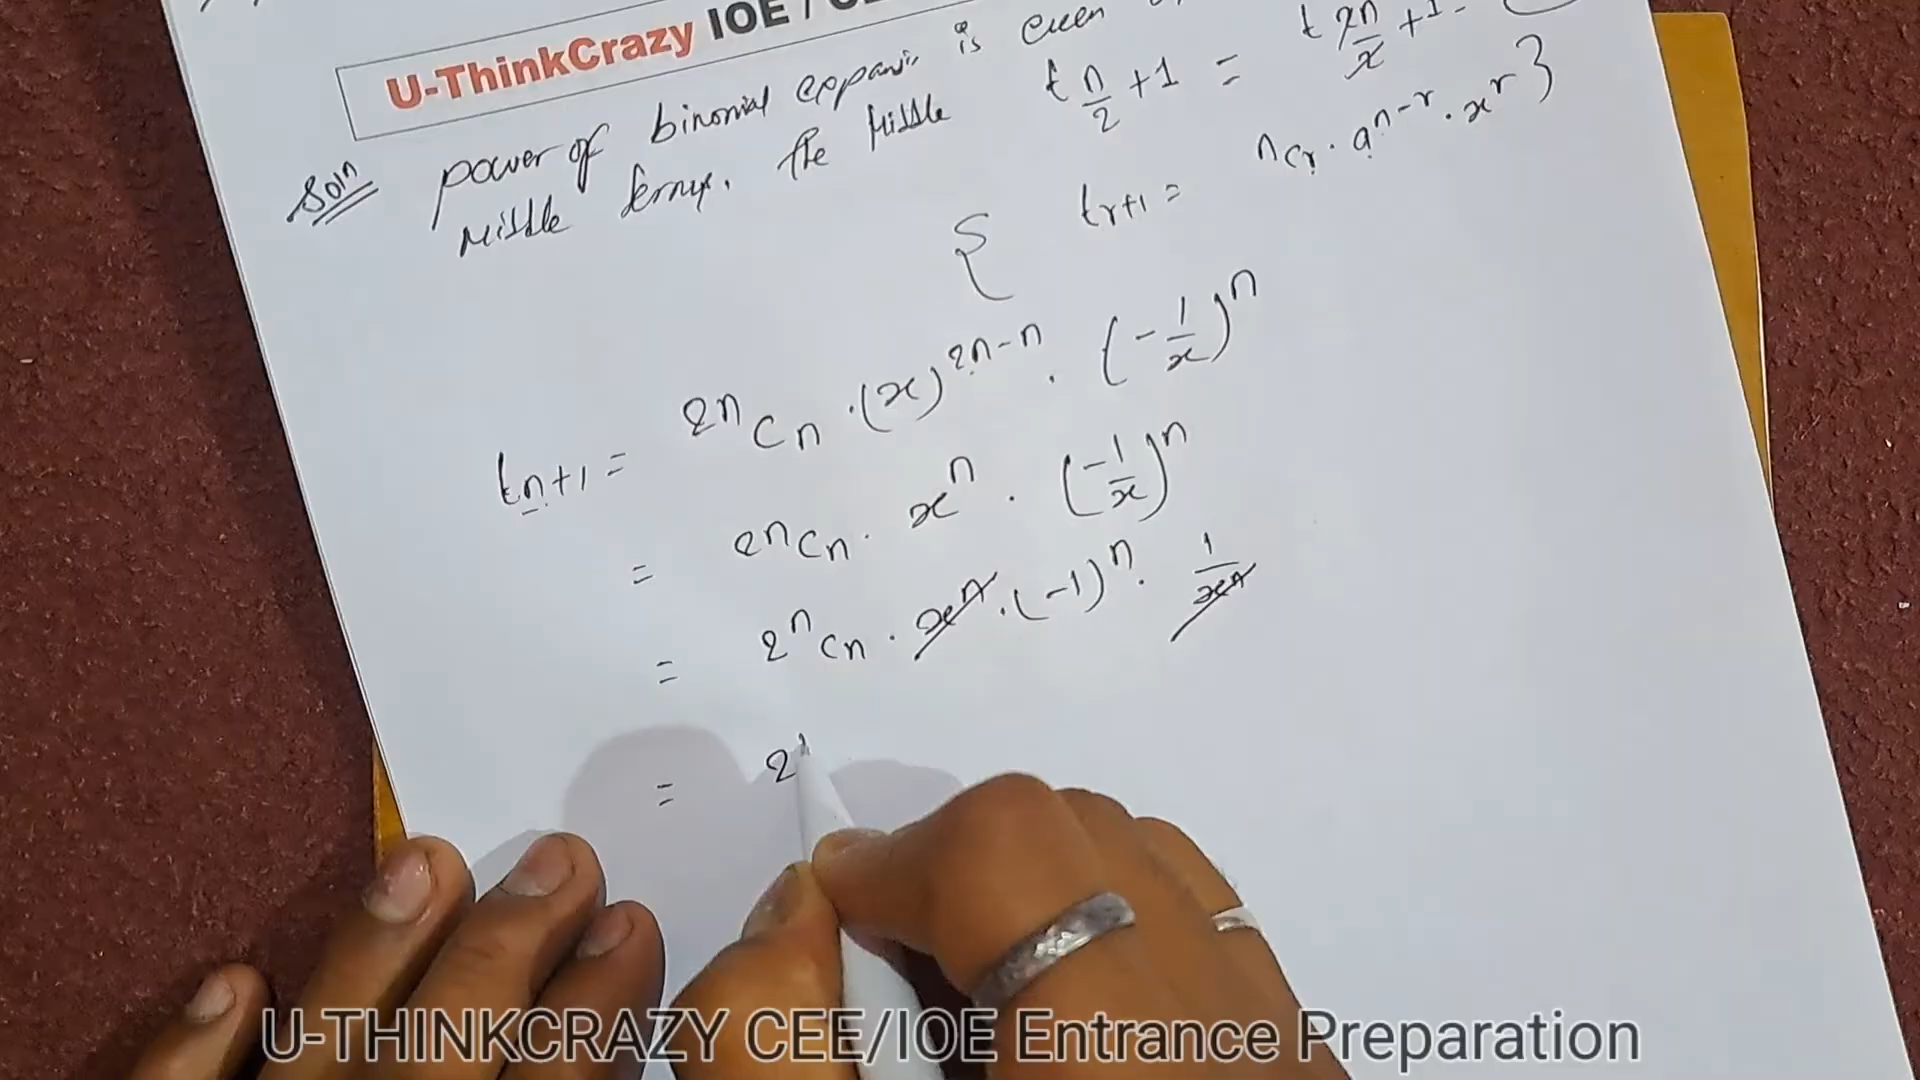 U-ThinkCrazy IOE /
Soln power of binomial expansn is even
middle terms. the middle t n/2 +1 = t 2n/2 +1
{ tr+1 = nCr . a^n-r . x^r }
tn+1 = 2nCn .(x)^2n-n . (-1/x)^n
= 2nCn . x^n . (-1/x)^n
= 2nCn . x^n .(-1)^n . 1/x^n
= 2
U-THINKCRAZY CEE/IOE Entrance Preparation